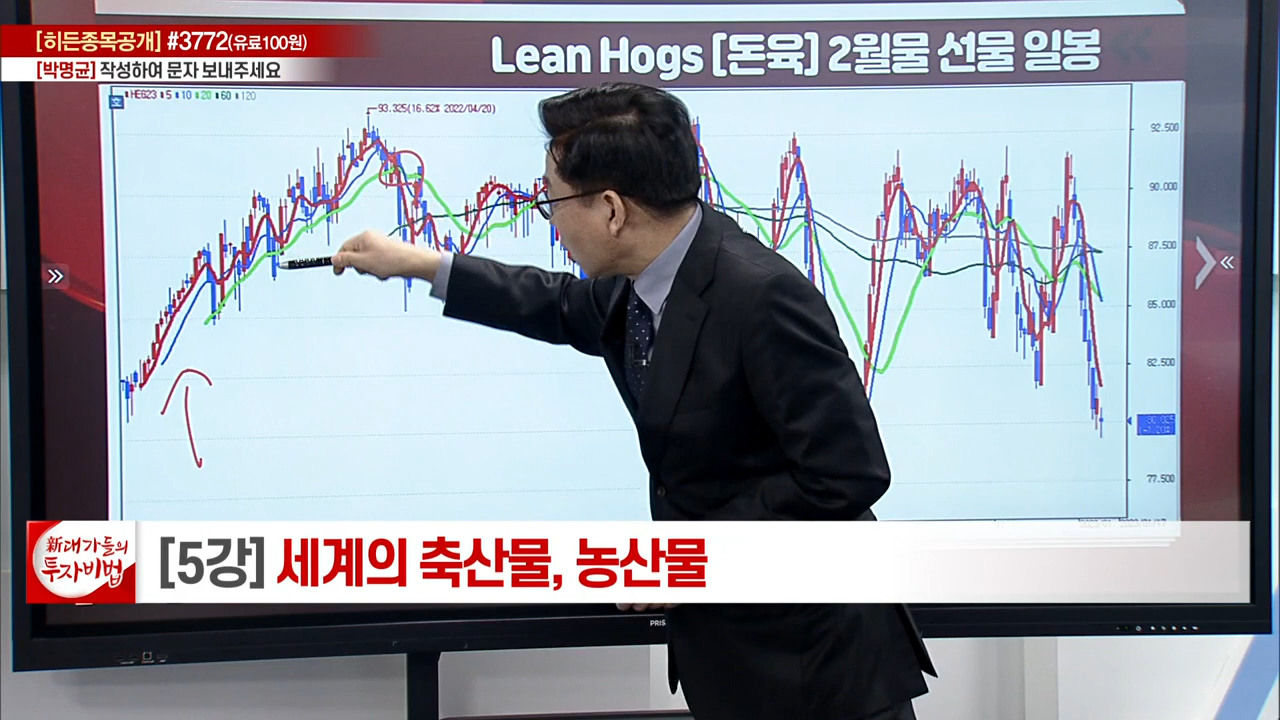 [히든종목공개] #3772(유료100원)
[박명균] 작성하여 문자 보내주세요
Lean Hogs [돈육] 2월물 선물 일봉
HE623 5 10 20 60 120
93.325(16.62% 2022/04/20)
92.500
90.000
87.500
85.000
82.500
77.500
新대가들의
투자비법
[5강] 세계의 축산물, 농산물
PRIS